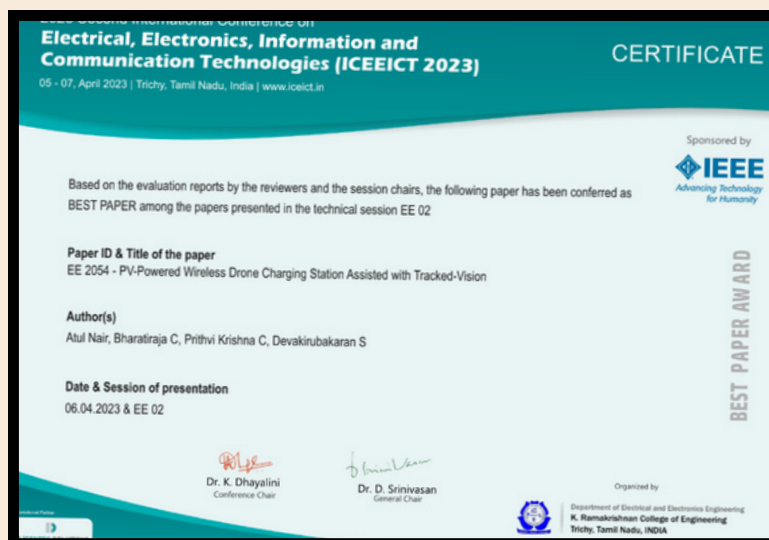 2023 Second International Conference on
Electrical, Electronics, Information and
Communication Technologies (ICEEICT 2023)
05 - 07, April 2023 | Trichy, Tamil Nadu, India | www.iceict.in
CERTIFICATE
Sponsored by
IEEE
Advancing Technology
for Humanity
Based on the evaluation reports by the reviewers and the session chairs, the following paper has been conferred as
BEST PAPER among the papers presented in the technical session EE 02
Paper ID & Title of the paper
EE 2054 - PV-Powered Wireless Drone Charging Station Assisted with Tracked-Vision
Author(s)
Atul Nair, Bharatiraja C, Prithvi Krishna C, Devakirubakaran S
Date & Session of presentation
06.04.2023 & EE 02
BEST PAPER AWARD
Dr. K. Dhayalini
Conference Chair
Dr. D. Srinivasan
General Chair
Organized by
Department of Electrical and Electronics Engineering
K. Ramakrishnan College of Engineering
Trichy, Tamil Nadu, INDIA